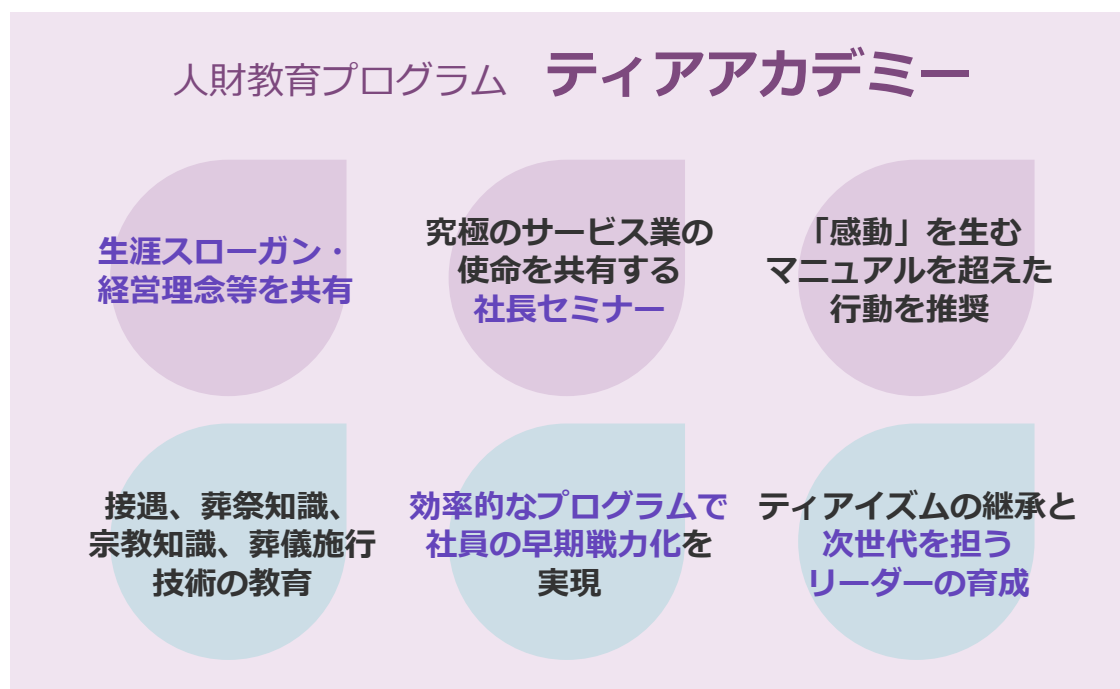 人財教育プログラム ティアアカデミー
生涯スローガン・
経営理念等を共有
究極のサービス業の
使命を共有する
社長セミナー
「感動」を生む
マニュアルを超えた
行動を推奨
接遇、葬祭知識、
宗教知識、葬儀施行
技術の教育
効率的なプログラムで
社員の早期戦力化を
実現
ティアイズムの継承と
次世代を担う
リーダーの育成